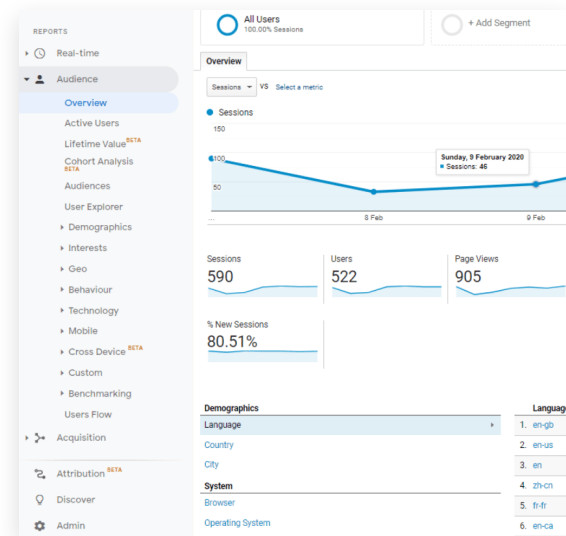 All Users
100.00% Sessions
+ Add Segment
REPORTS
Real-time
Audience
Overview
Active Users
Lifetime Value BETA
Cohort Analysis
BETA
Audiences
User Explorer
Demographics
Interests
Geo
Behaviour
Technology
Mobile
Cross Device BETA
Custom
Benchmarking
Users Flow
Acquisition
Attribution BETA
Discover
Admin
Overview
Sessions VS Select a metric
Sessions
150
100
50
Sunday, 9 February 2020
Sessions: 46
... 8 Feb 9 Feb
Sessions
590
Users
522
Page Views
905
% New Sessions
80.51%
Demographics
Language
Country
City
System
Browser
Operating System
Language
1. en-gb
2. en-us
3. en
4. zh-cn
5. fr-fr
6. en-ca